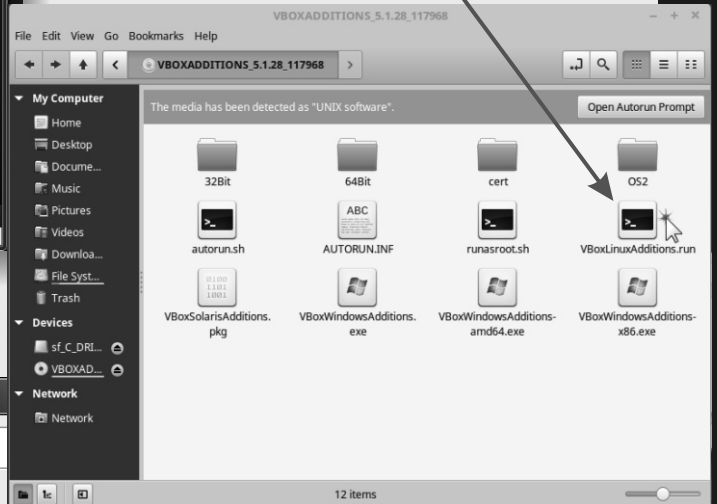 VBOXADDITIONS_5.1.28_117968
File Edit View Go Bookmarks Help
VBOXADDITIONS_5.1.28_117968
My Computer
Home
Desktop
Docume...
Music
Pictures
Videos
Downloa...
File Syst...
Trash
Devices
sf_C_DRI...
VBOXAD...
Network
Network
The media has been detected as "UNIX software".
Open Autorun Prompt
32Bit
64Bit
cert
OS2
>_
autorun.sh
ABC
AUTORUN.INF
>_
runasroot.sh
>_
VBoxLinuxAdditions.run
VBoxSolarisAdditions.
pkg
VBoxWindowsAdditions.
exe
VBoxWindowsAdditions-
amd64.exe
VBoxWindowsAdditions-
x86.exe
12 items